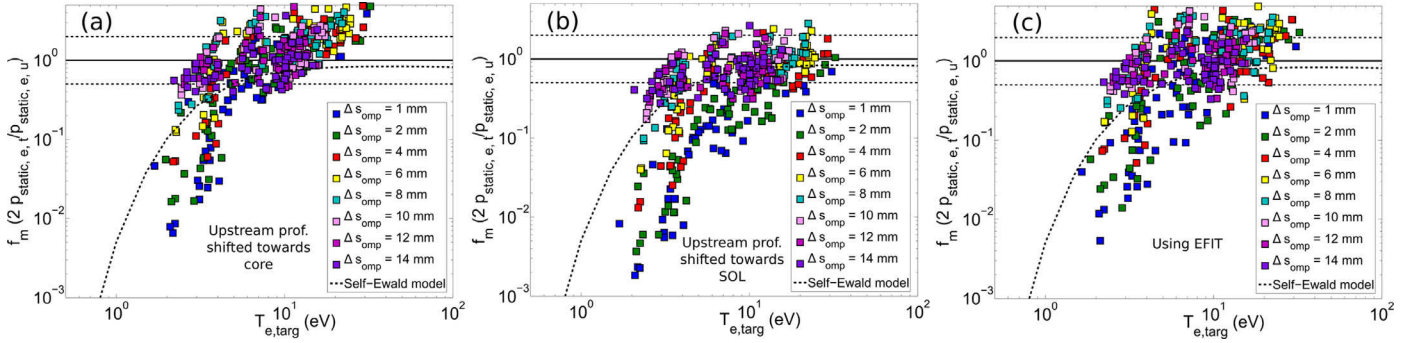 (a)
f_m (2 p_static, e, t/p_static, e, u)
10^0
10^-1
10^-2
10^-3
Δ s_omp = 1 mm
Δ s_omp = 2 mm
Δ s_omp = 4 mm
Δ s_omp = 6 mm
Δ s_omp = 8 mm
Δ s_omp = 10 mm
Δ s_omp = 12 mm
Δ s_omp = 14 mm
Self−Ewald model
Upstream prof.
shifted towards
core
10^0
10^1
10^2
T_e,targ (eV)
(b)
f_m (2 p_static, e, t/p_static, e, u)
10^0
10^-1
10^-2
10^-3
Δ s_omp = 1 mm
Δ s_omp = 2 mm
Δ s_omp = 4 mm
Δ s_omp = 6 mm
Δ s_omp = 8 mm
Δ s_omp = 10 mm
Δ s_omp = 12 mm
Δ s_omp = 14 mm
Self−Ewald model
Upstream prof.
shifted towards
SOL
10^0
10^1
10^2
T_e,targ (eV)
(c)
f_m (2 p_static, e, t/p_static, e, u)
10^0
10^-1
10^-2
10^-3
Δ s_omp = 1 mm
Δ s_omp = 2 mm
Δ s_omp = 4 mm
Δ s_omp = 6 mm
Δ s_omp = 8 mm
Δ s_omp = 10 mm
Δ s_omp = 12 mm
Δ s_omp = 14 mm
Self−Ewald model
Using EFIT
10^0
10^1
10^2
T_e,targ (eV)